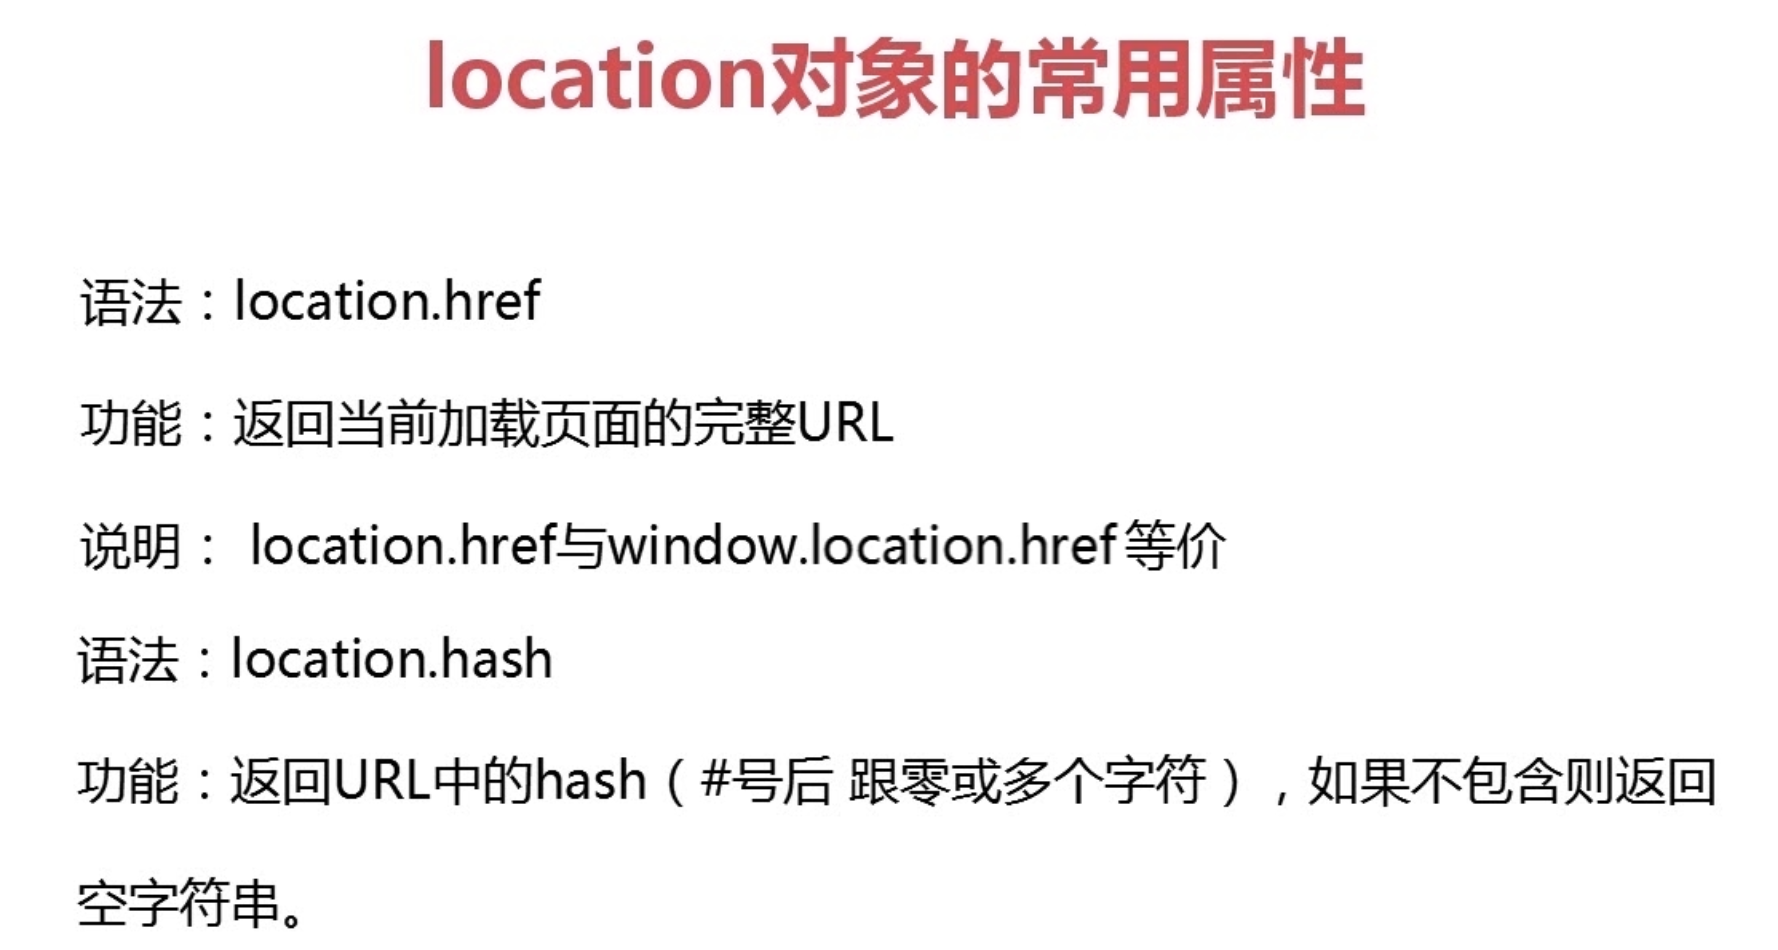 location对象的常用属性
语法：location.href
功能：返回当前加载页面的完整URL
说明： location.href与window.location.href等价
语法：location.hash
功能：返回URL中的hash（#号后 跟零或多个字符），如果不包含则返回
空字符串。